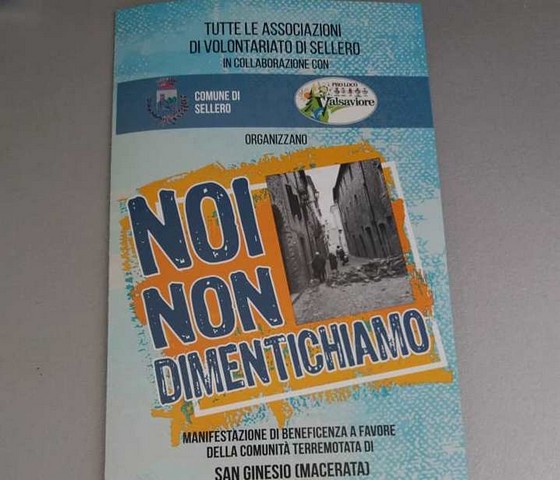 TUTTE LE ASSOCIAZIONI
DI VOLONTARIATO DI SELLERO
IN COLLABORAZIONE CON
COMUNE DI
SELLERO
PRO LOCO
Valsaviore
ORGANIZZANO
NOI
NON
DIMENTICHIAMO
MANIFESTAZIONE DI BENEFICENZA A FAVORE
DELLA COMUNITÀ TERREMOTATA DI
SAN GINESIO (MACERATA)